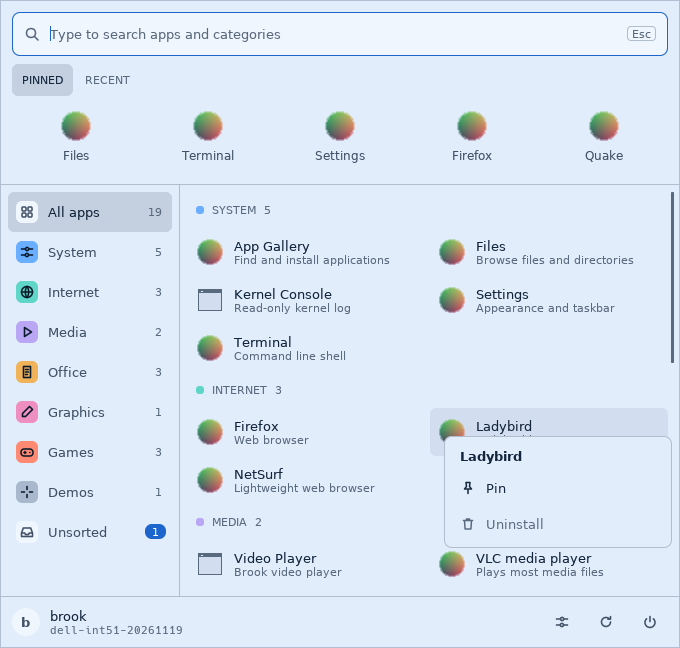 Type to search apps and categories
Esc
PINNED
RECENT
Files
Terminal
Settings
Firefox
Quake
All apps
19
System
5
Internet
3
Media
2
Office
3
Graphics
1
Games
3
Demos
1
Unsorted
1
SYSTEM 5
App Gallery
Find and install applications
Files
Browse files and directories
Kernel Console
Read-only kernel log
Settings
Appearance and taskbar
Terminal
Command line shell
INTERNET 3
Firefox
Web browser
Ladybird
NetSurf
Lightweight web browser
Ladybird
Pin
Uninstall
MEDIA 2
Video Player
Brook video player
VLC media player
Plays most media files
b
brook
dell-int51-20261119